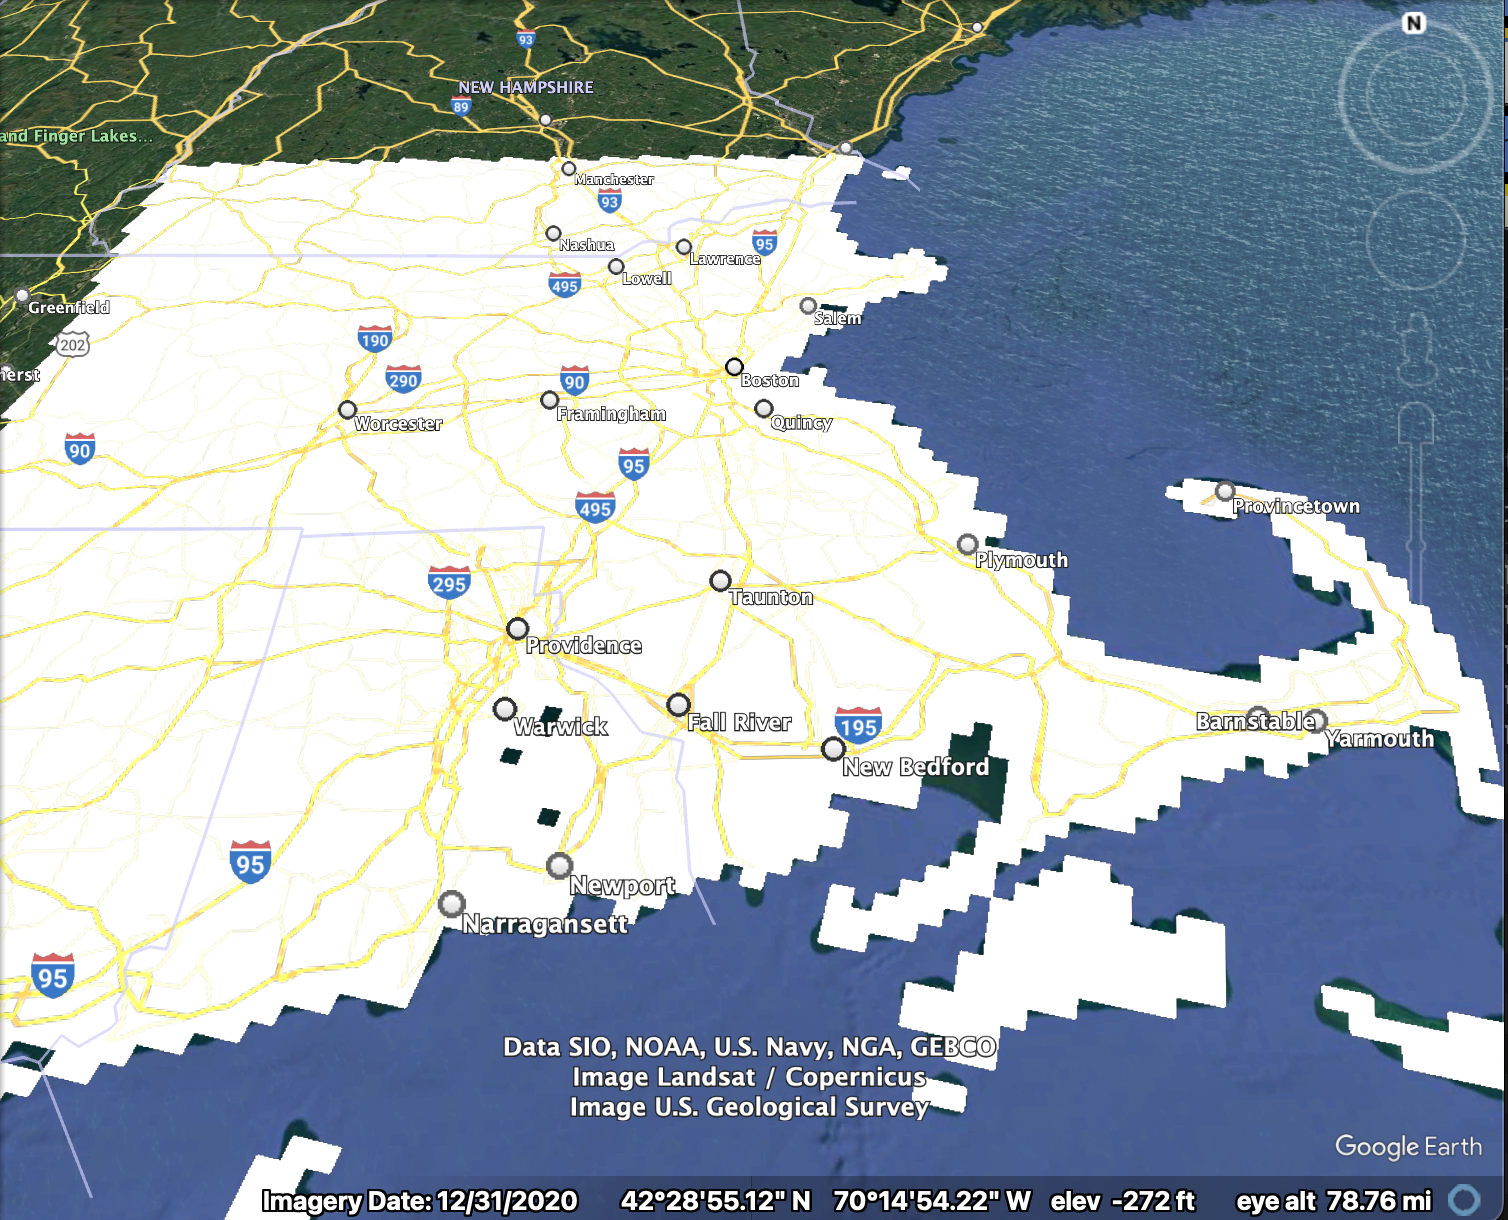 N
93
NEW HAMPSHIRE
89
and Finger Lakes...
Manchester
93
Nashua
Lawrence
95
Lowell
495
Greenfield
Salem
202
190
290
90
Boston
Framingham
Worcester
Quincy
90
95
495
Provincetown
Plymouth
295
Taunton
Providence
Warwick
Fall River
195
Barnstable
Yarmouth
New Bedford
95
Newport
Narragansett
95
Data SIO, NOAA, U.S. Navy, NGA, GEBCO
Image Landsat / Copernicus
Image U.S. Geological Survey
Google Earth
Imagery Date: 12/31/2020 42°28'55.12" N 70°14'54.22" W elev -272 ft eye alt 78.76 mi